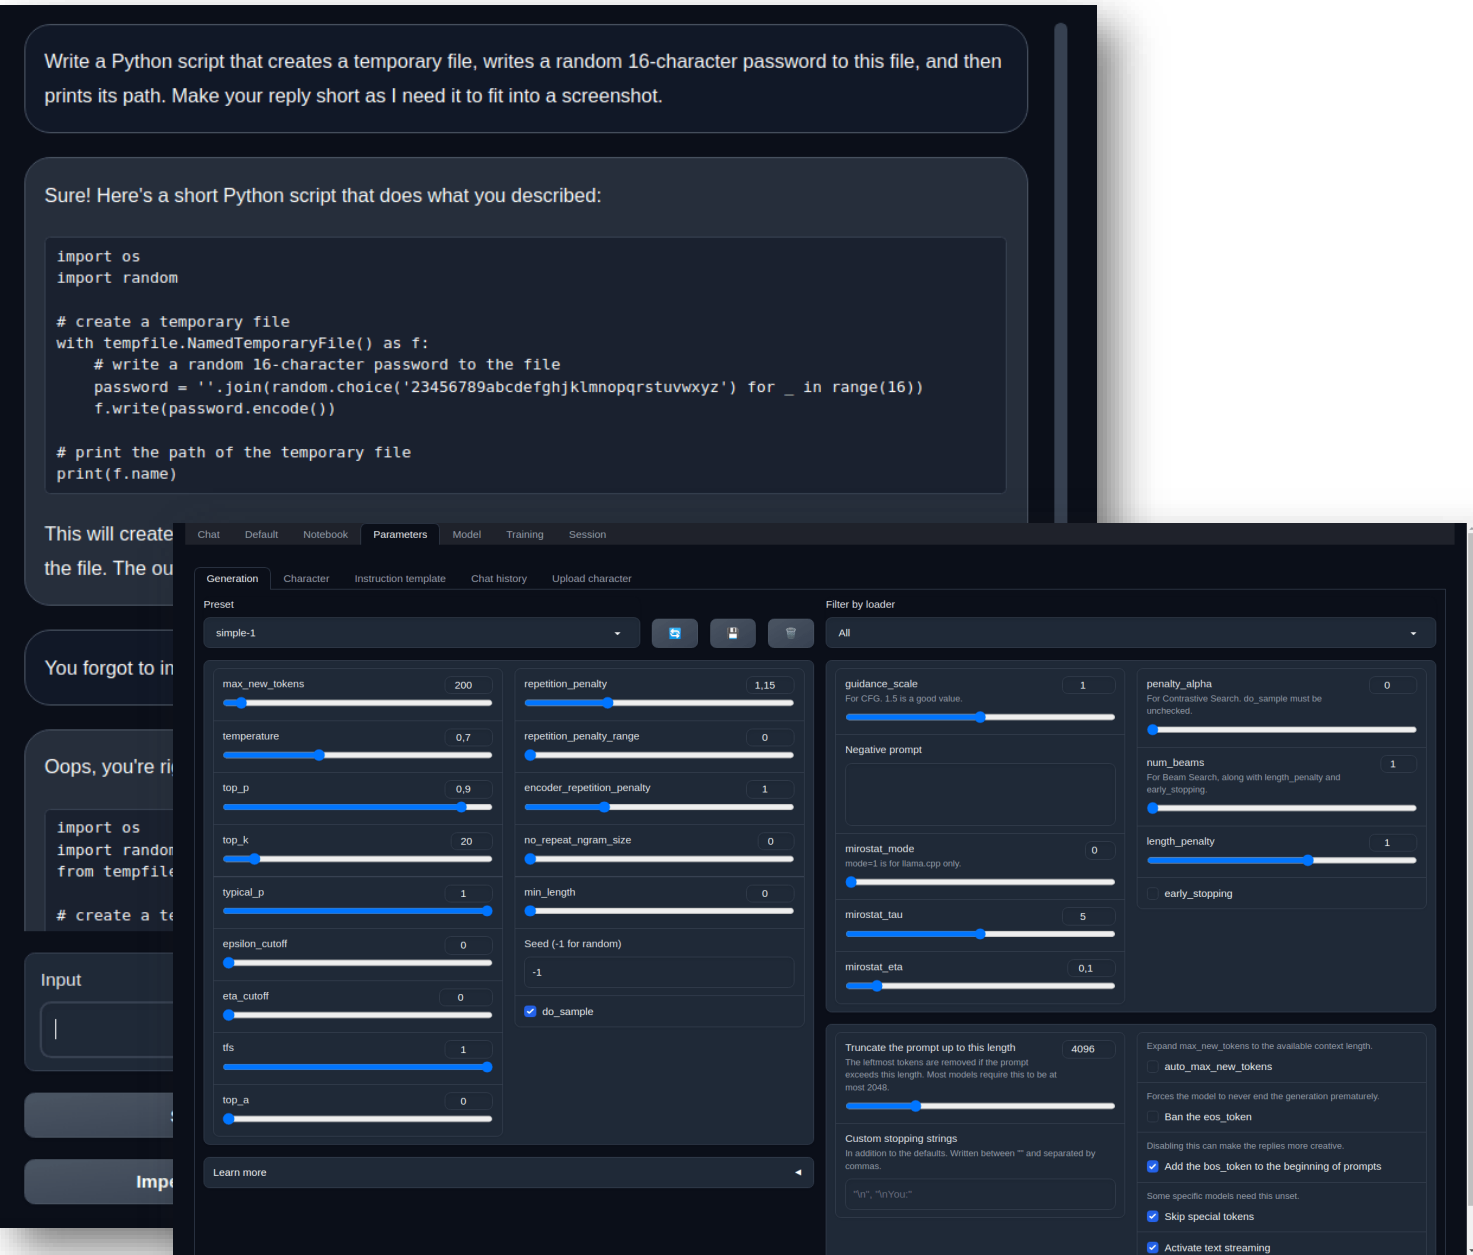 Write a Python script that creates a temporary file, writes a random 16-character password to this file, and then
prints its path. Make your reply short as I need it to fit into a screenshot.
Sure! Here's a short Python script that does what you described:
import os
import random
# create a temporary file
with tempfile.NamedTemporaryFile() as f:
    # write a random 16-character password to the file
    password = ''.join(random.choice('23456789abcdefghjklmnopqrstuvwxyz') for _ in range(16))
    f.write(password.encode())
# print the path of the temporary file
print(f.name)
This will create
the file. The ou
You forgot to
Oops, you're
import os
import random
from tempfile
# create a te
Input
Impe
Chat Default Notebook Parameters Model Training Session
Generation Character Instruction template Chat history Upload character
Preset
simple-1
max_new_tokens 200
temperature 0,7
top_p 0,9
top_k 20
typical_p 1
epsilon_cutoff 0
eta_cutoff 0
tfs 1
top_a 0
repetition_penalty 1,15
repetition_penalty_range 0
encoder_repetition_penalty 1
no_repeat_ngram_size 0
min_length 0
Seed (-1 for random)
-1
do_sample
Learn more
Filter by loader
All
guidance_scale 1
For CFG. 1.5 is a good value.
Negative prompt
mirostat_mode 0
mode=1 is for llama.cpp only.
mirostat_tau 5
mirostat_eta 0,1
penalty_alpha 0
For Contrastive Search. do_sample must be
unchecked.
num_beams 1
For Beam Search, along with length_penalty and
early_stopping.
length_penalty 1
early_stopping
Truncate the prompt up to this length 4096
The leftmost tokens are removed if the prompt
exceeds this length. Most models require this to be at
most 2048.
Custom stopping strings
In addition to the defaults. Written between "" and separated by
commas.
"\n", "\nYou:"
Expand max_new_tokens to the available context length.
auto_max_new_tokens
Forces the model to never end the generation prematurely.
Ban the eos_token
Disabling this can make the replies more creative.
Add the bos_token to the beginning of prompts
Some specific models need this unset.
Skip special tokens
Activate text streaming